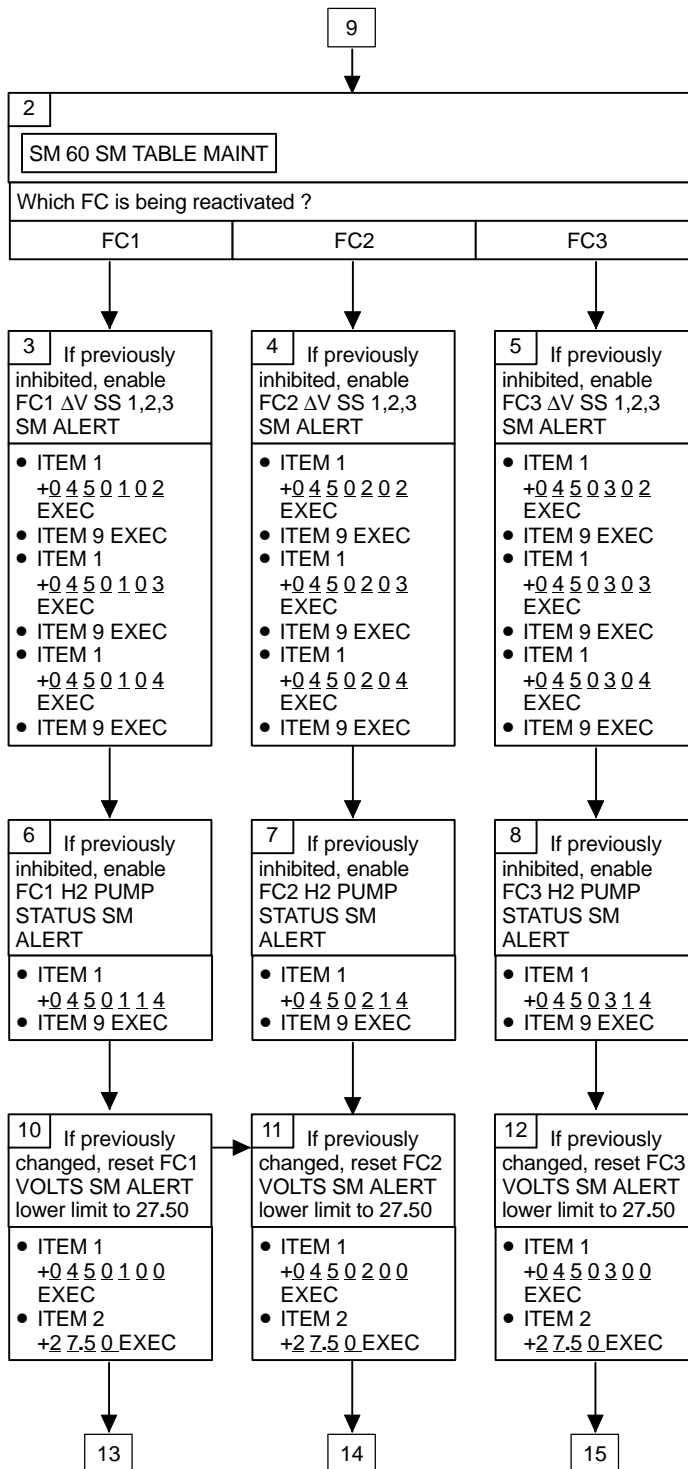 9
2
SM 60 SM TABLE MAINT
Which FC is being reactivated ?
FC1
FC2
FC3
3 If previously
inhibited, enable
FC1 ∆V SS 1,2,3
SM ALERT
• ITEM 1
+0 4 5 0 1 0 2
EXEC
• ITEM 9 EXEC
• ITEM 1
+0 4 5 0 1 0 3
EXEC
• ITEM 9 EXEC
• ITEM 1
+0 4 5 0 1 0 4
EXEC
• ITEM 9 EXEC
4 If previously
inhibited, enable
FC2 ∆V SS 1,2,3
SM ALERT
• ITEM 1
+0 4 5 0 2 0 2
EXEC
• ITEM 9 EXEC
• ITEM 1
+0 4 5 0 2 0 3
EXEC
• ITEM 9 EXEC
• ITEM 1
+0 4 5 0 2 0 4
EXEC
• ITEM 9 EXEC
5 If previously
inhibited, enable
FC3 ∆V SS 1,2,3
SM ALERT
• ITEM 1
+0 4 5 0 3 0 2
EXEC
• ITEM 9 EXEC
• ITEM 1
+0 4 5 0 3 0 3
EXEC
• ITEM 9 EXEC
• ITEM 1
+0 4 5 0 3 0 4
EXEC
• ITEM 9 EXEC
6 If previously
inhibited, enable
FC1 H2 PUMP
STATUS SM
ALERT
• ITEM 1
+0 4 5 0 1 1 4
• ITEM 9 EXEC
7 If previously
inhibited, enable
FC2 H2 PUMP
STATUS SM
ALERT
• ITEM 1
+0 4 5 0 2 1 4
• ITEM 9 EXEC
8 If previously
inhibited, enable
FC3 H2 PUMP
STATUS SM
ALERT
• ITEM 1
+0 4 5 0 3 1 4
• ITEM 9 EXEC
10 If previously
changed, reset FC1
VOLTS SM ALERT
lower limit to 27.50
• ITEM 1
+0 4 5 0 1 0 0
EXEC
• ITEM 2
+2 7.5 0 EXEC
11 If previously
changed, reset FC2
VOLTS SM ALERT
lower limit to 27.50
• ITEM 1
+0 4 5 0 2 0 0
EXEC
• ITEM 2
+2 7.5 0 EXEC
12 If previously
changed, reset FC3
VOLTS SM ALERT
lower limit to 27.50
• ITEM 1
+0 4 5 0 3 0 0
EXEC
• ITEM 2
+2 7.5 0 EXEC
13
14
15